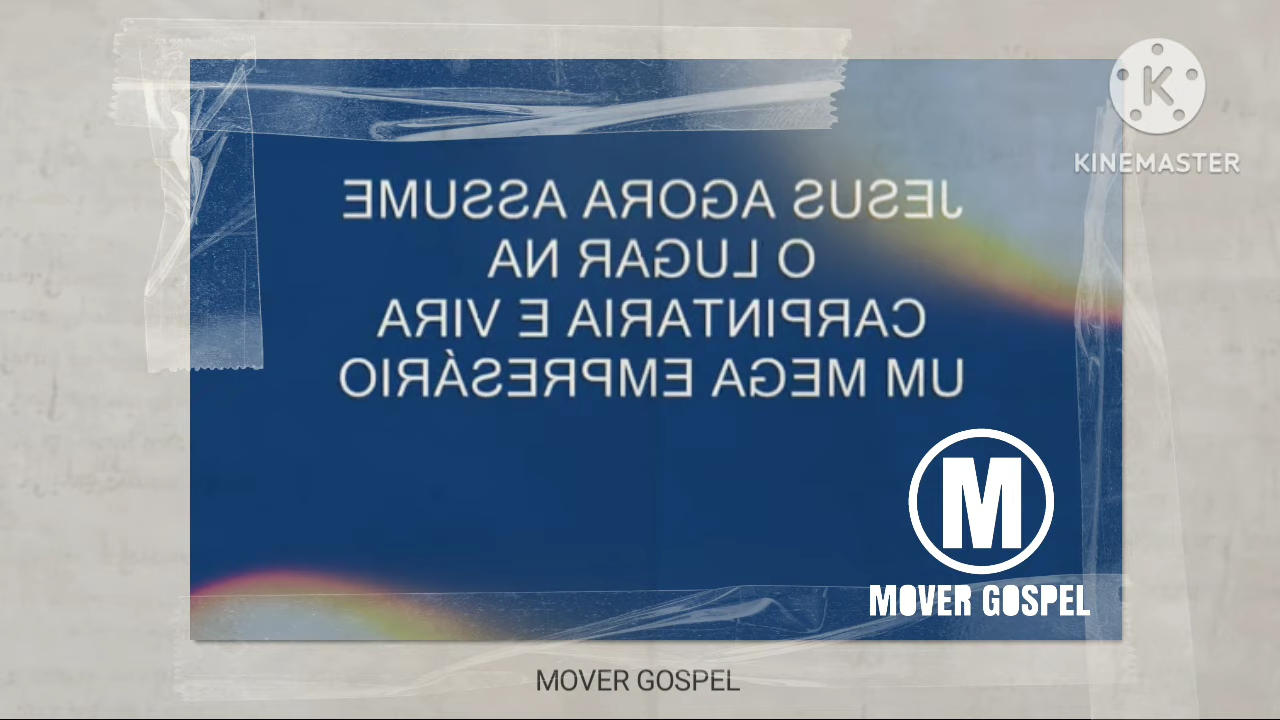 KINEMASTER
JESUS AGORA ASSUME
O LUGAR NA
CARPINTARIA E VIRA
UM MEGA EMPRESÁRIO
M
MOVER GOSPEL
MOVER GOSPEL